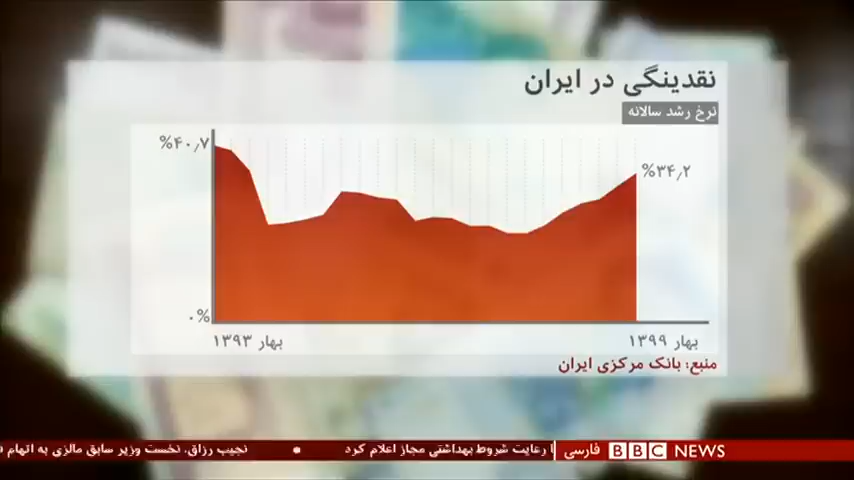 نقدینگی در ایران
نرخ رشد سالانه
%۴۰٫۷
%۳۴٫۲
۰%
بهار ۱۳۹۳
بهار ۱۳۹۹
منبع: بانک مرکزی ایران
BBC NEWS فارسی
با رعایت شروط بهداشتی مجاز اعلام کرد • نجیب رزاق، نخست وزیر سابق مالزی به اتهام